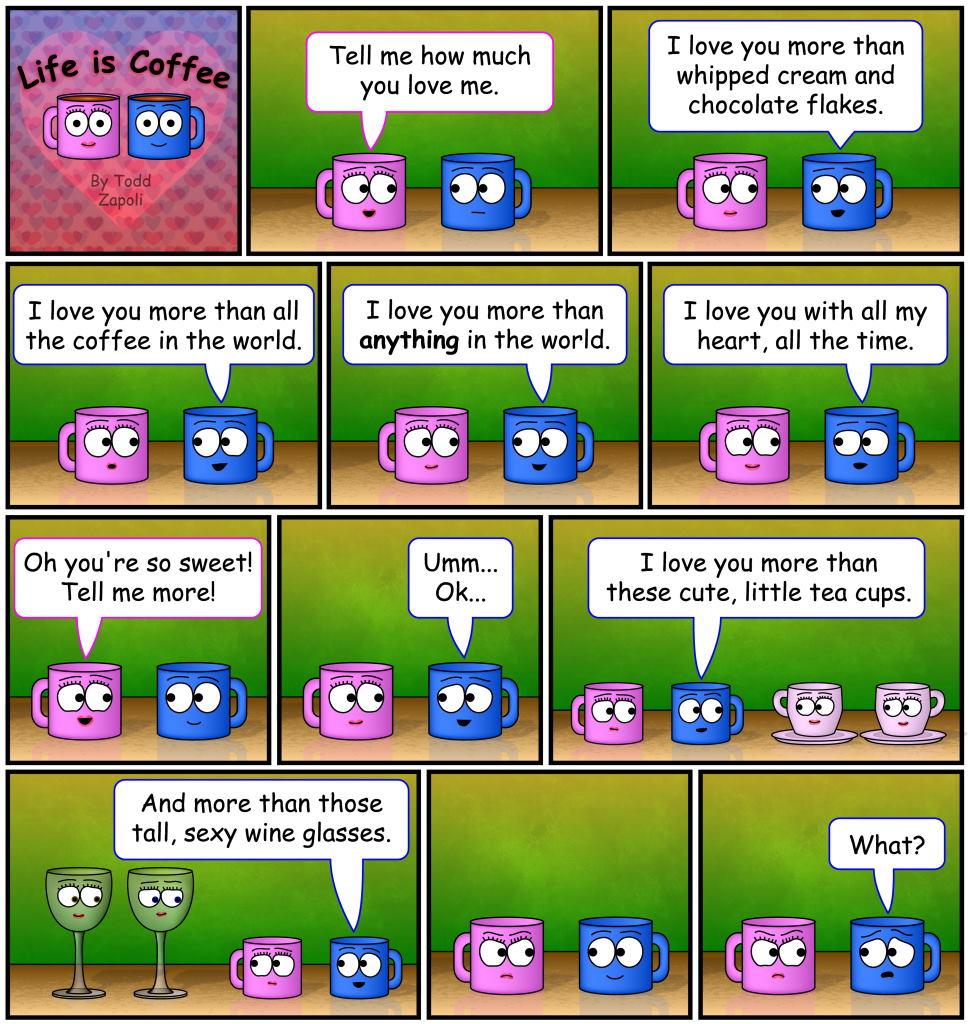 Life is Coffee
By Todd
Zapoli
Tell me how much
you love me.
I love you more than
whipped cream and
chocolate flakes.
I love you more than all
the coffee in the world.
I love you more than
anything in the world.
I love you with all my
heart, all the time.
Oh you're so sweet!
Tell me more!
Umm...
Ok...
I love you more than
these cute, little tea cups.
And more than those
tall, sexy wine glasses.
What?